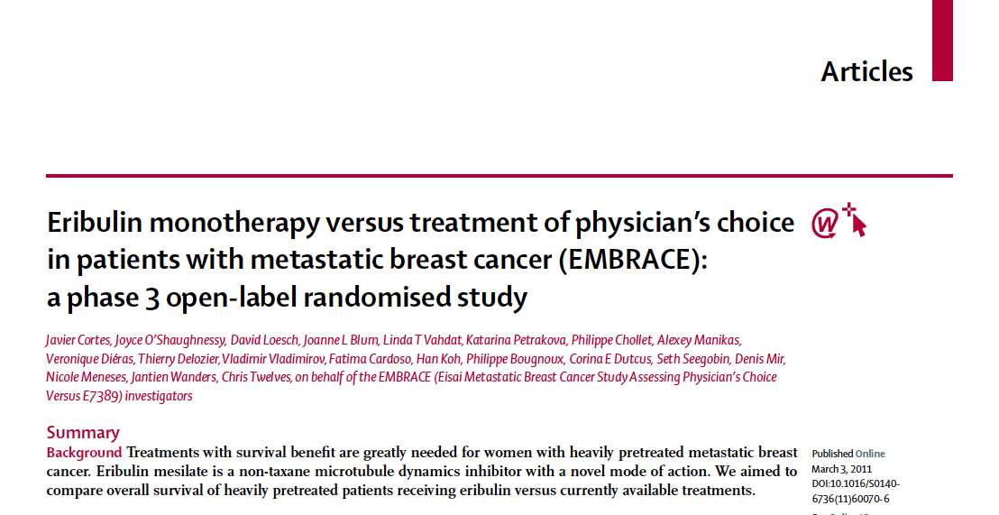 Articles
Eribulin monotherapy versus treatment of physician's choice
in patients with metastatic breast cancer (EMBRACE):
a phase 3 open-label randomised study
Javier Cortes, Joyce O'Shaughnessy, David Loesch, Joanne L Blum, Linda T Vahdat, Katarina Petrakova, Philippe Chollet, Alexey Manikas,
Veronique Diéras, Thierry Delozier, Vladimir Vladimirov, Fatima Cardoso, Han Koh, Philippe Bougnoux, Corina E Dutcus, Seth Seegobin, Denis Mir,
Nicole Meneses, Jantien Wanders, Chris Twelves, on behalf of the EMBRACE (Eisai Metastatic Breast Cancer Study Assessing Physician's Choice
Versus E7389) investigators
Summary
Background Treatments with survival benefit are greatly needed for women with heavily pretreated metastatic breast
cancer. Eribulin mesilate is a non-taxane microtubule dynamics inhibitor with a novel mode of action. We aimed to
compare overall survival of heavily pretreated patients receiving eribulin versus currently available treatments.
Published Online
March 3, 2011
DOI:10.1016/S0140-
6736(11)60070-6